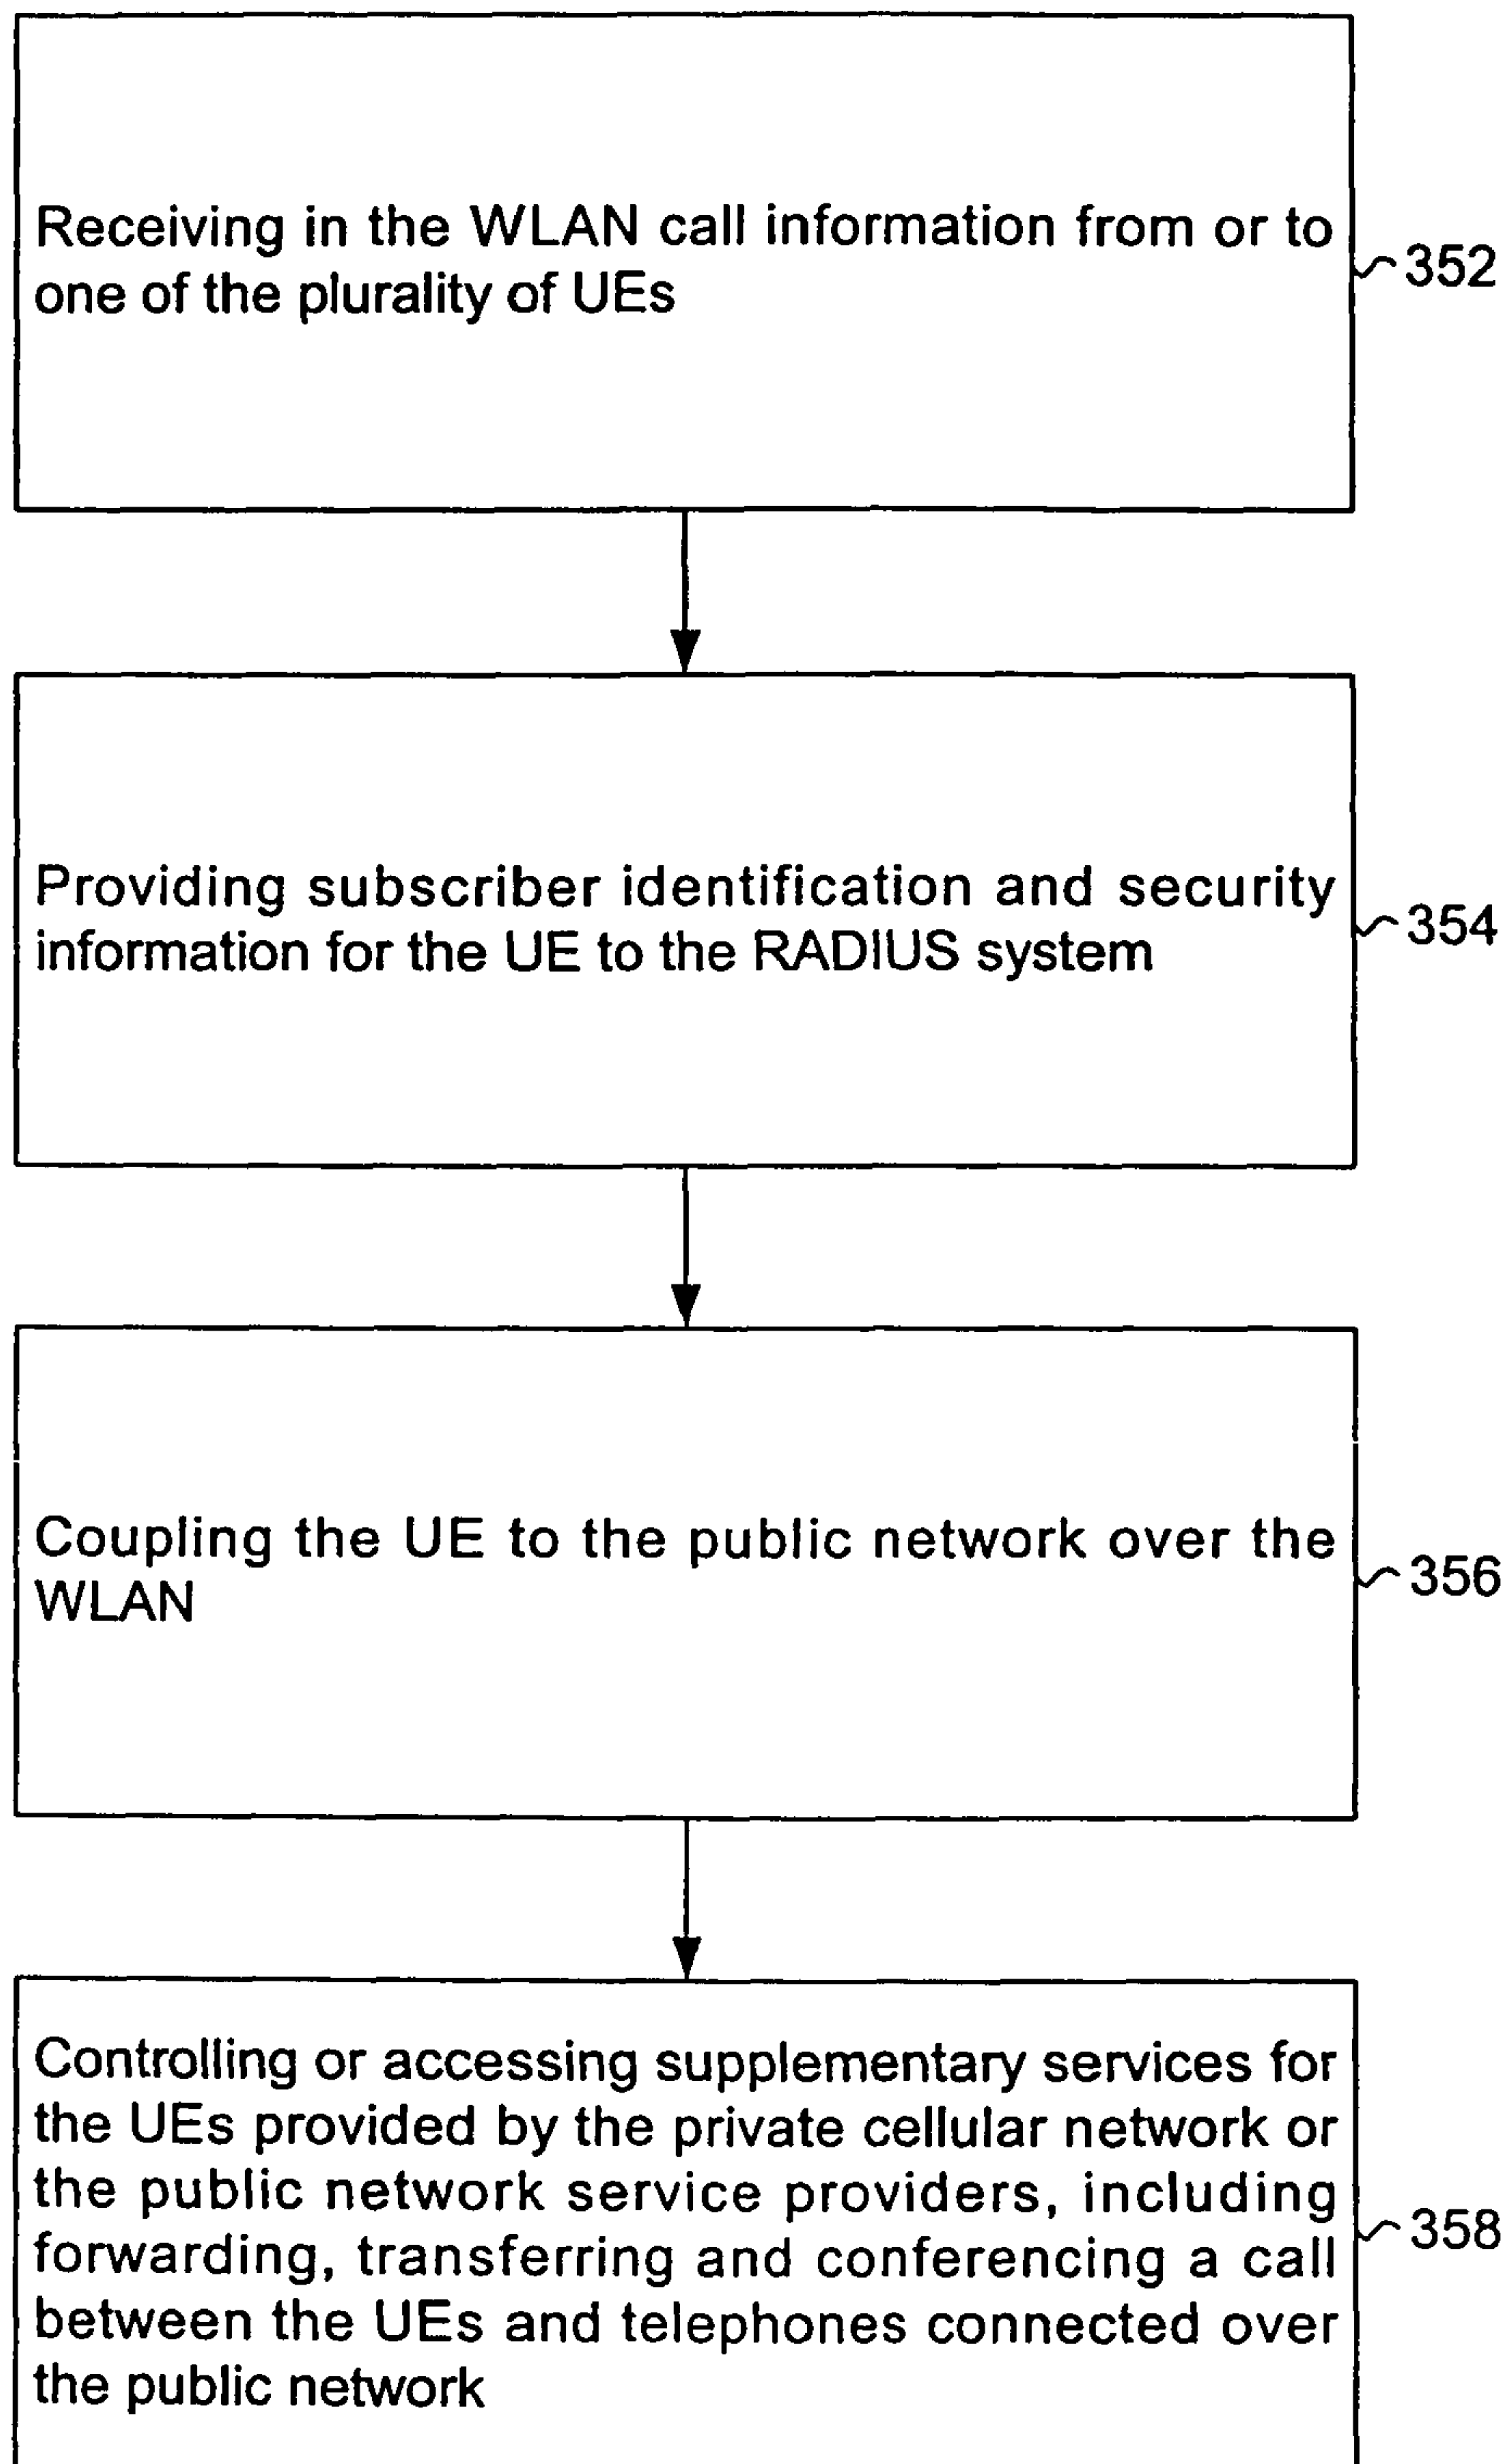 Receiving in the WLAN call information from or to
one of the plurality of UEs
352
Providing subscriber identification and security
information for the UE to the RADIUS system
354
Coupling the UE to the public network over the
WLAN
356
Controlling or accessing supplementary services for
the UEs provided by the private cellular network or
the public network service providers, including
forwarding, transferring and conferencing a call
between the UEs and telephones connected over
the public network
358